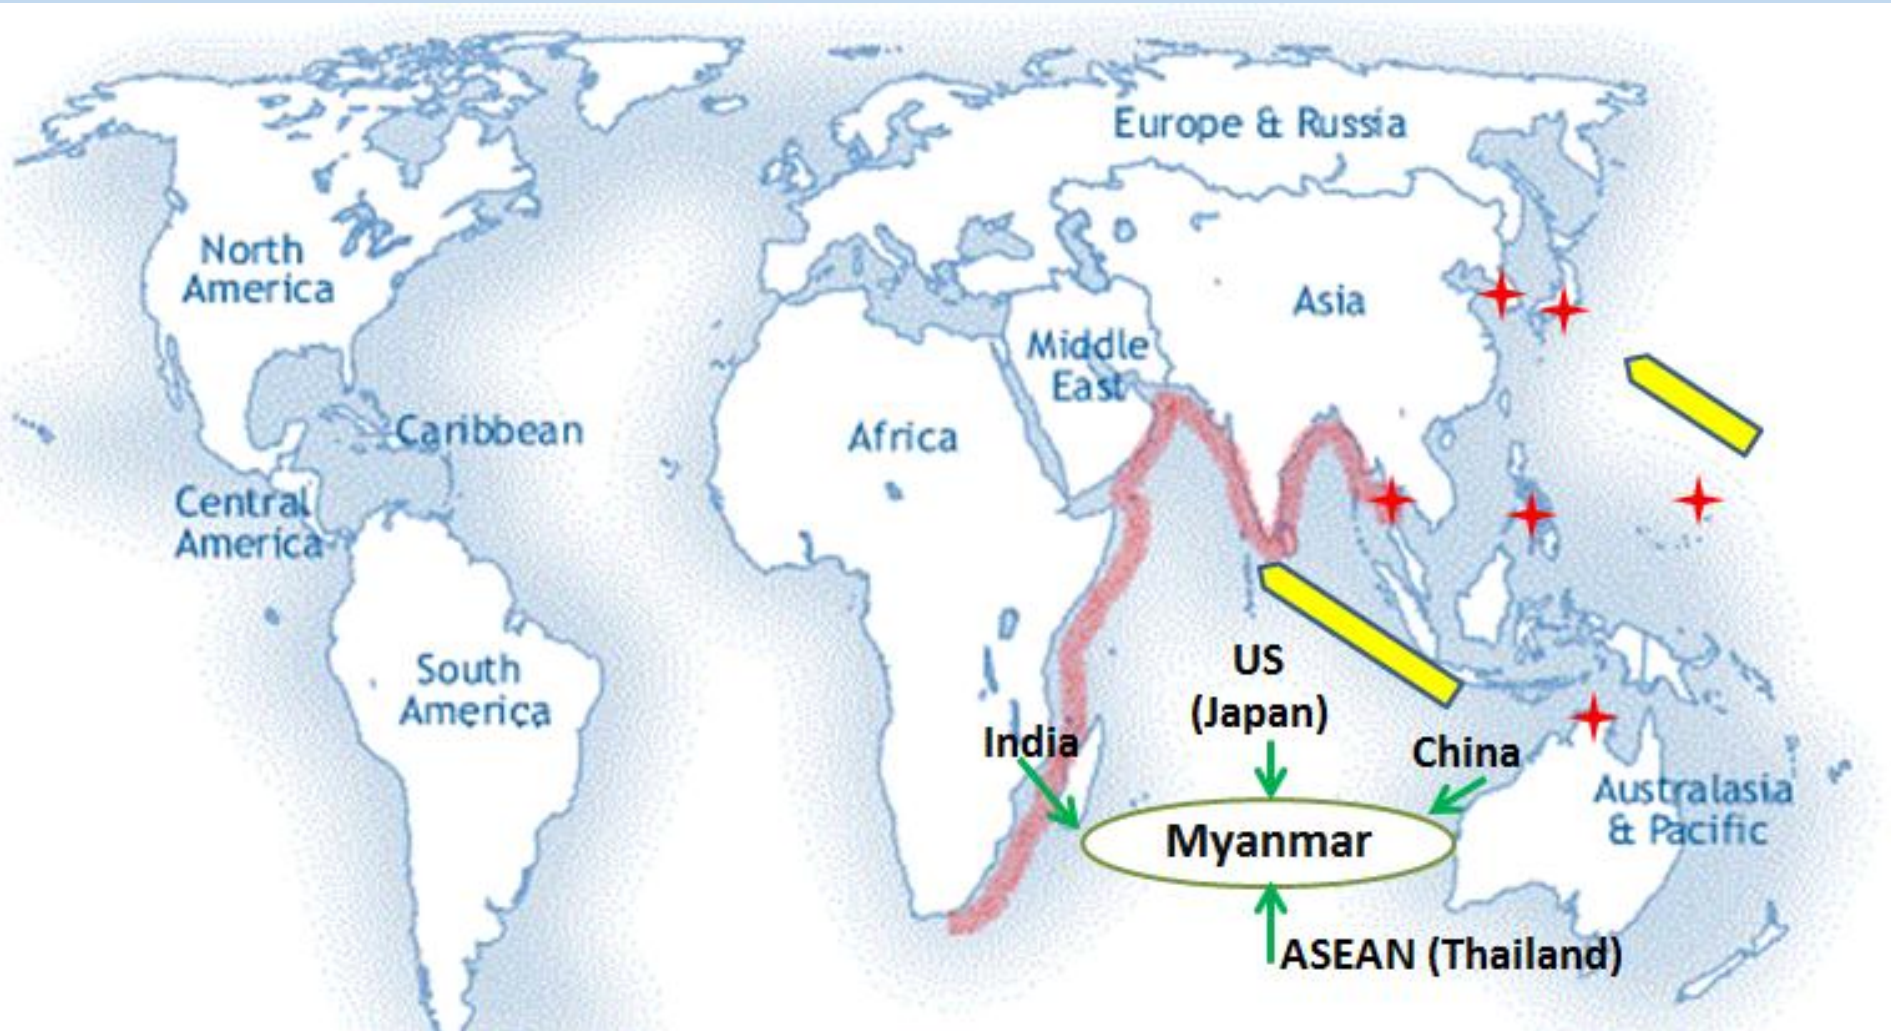 Europe & Russia
North
America
Asia
Middle
East
Caribbean
Africa
Central
America
US
(Japan)
South
America
India
China
Australasia
& Pacific
Myanmar
ASEAN (Thailand)